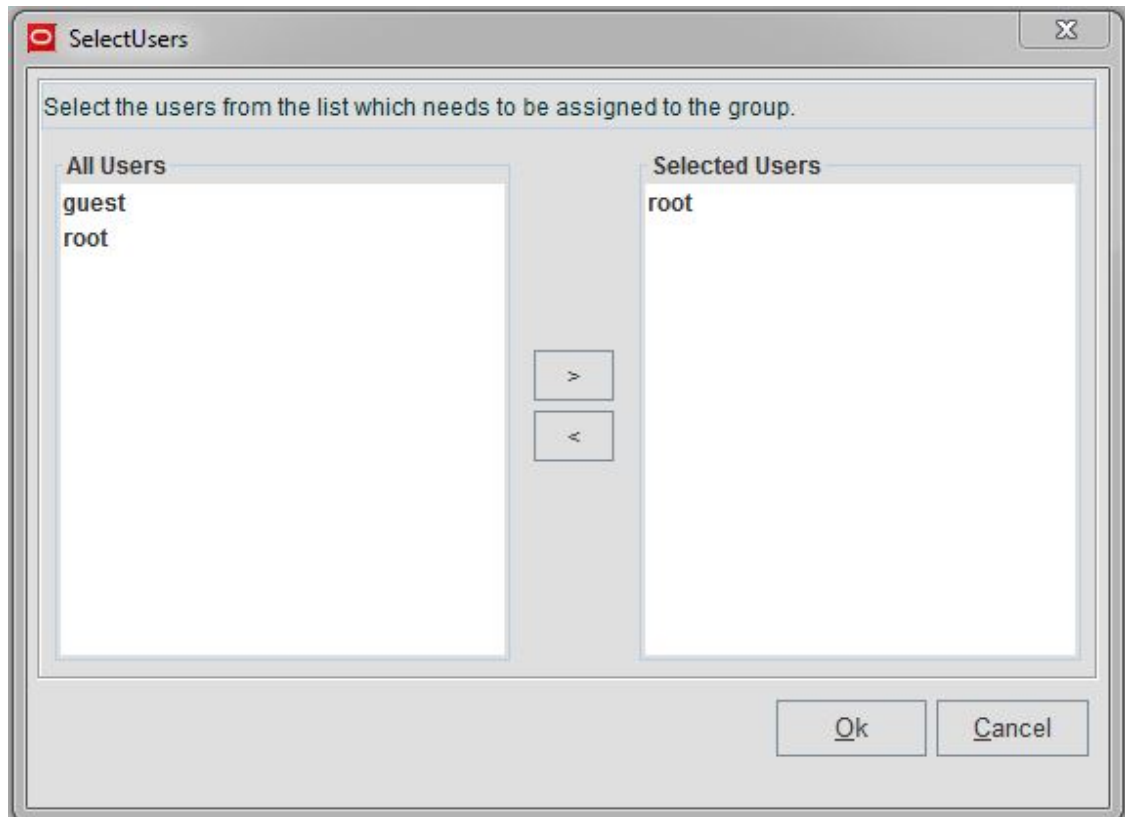 SelectUsers
Select the users from the list which needs to be assigned to the group.
All Users
guest
root
>
<
Selected Users
root
Ok
Cancel